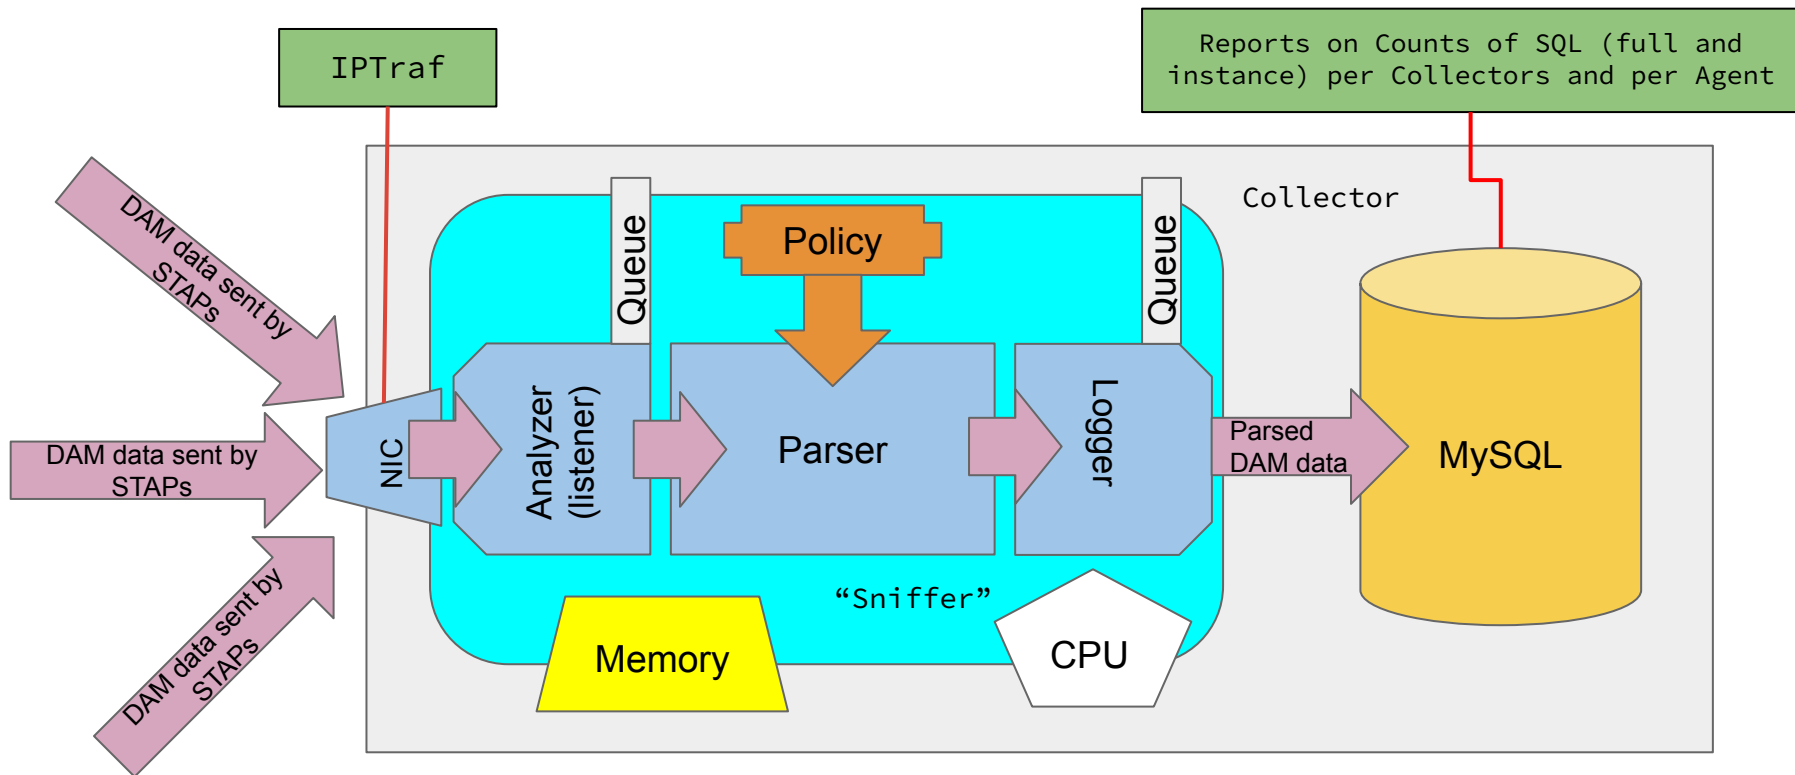 IPTraf
Reports on Counts of SQL (full and
instance) per Collectors and per Agent
Collector
DAM data sent by
STAPs
DAM data sent by
STAPs
DAM data sent by
STAPs
NIC
Analyzer
(listener)
Queue
Policy
Parser
Queue
Logger
Parsed
DAM data
MySQL
“Sniffer”
Memory
CPU